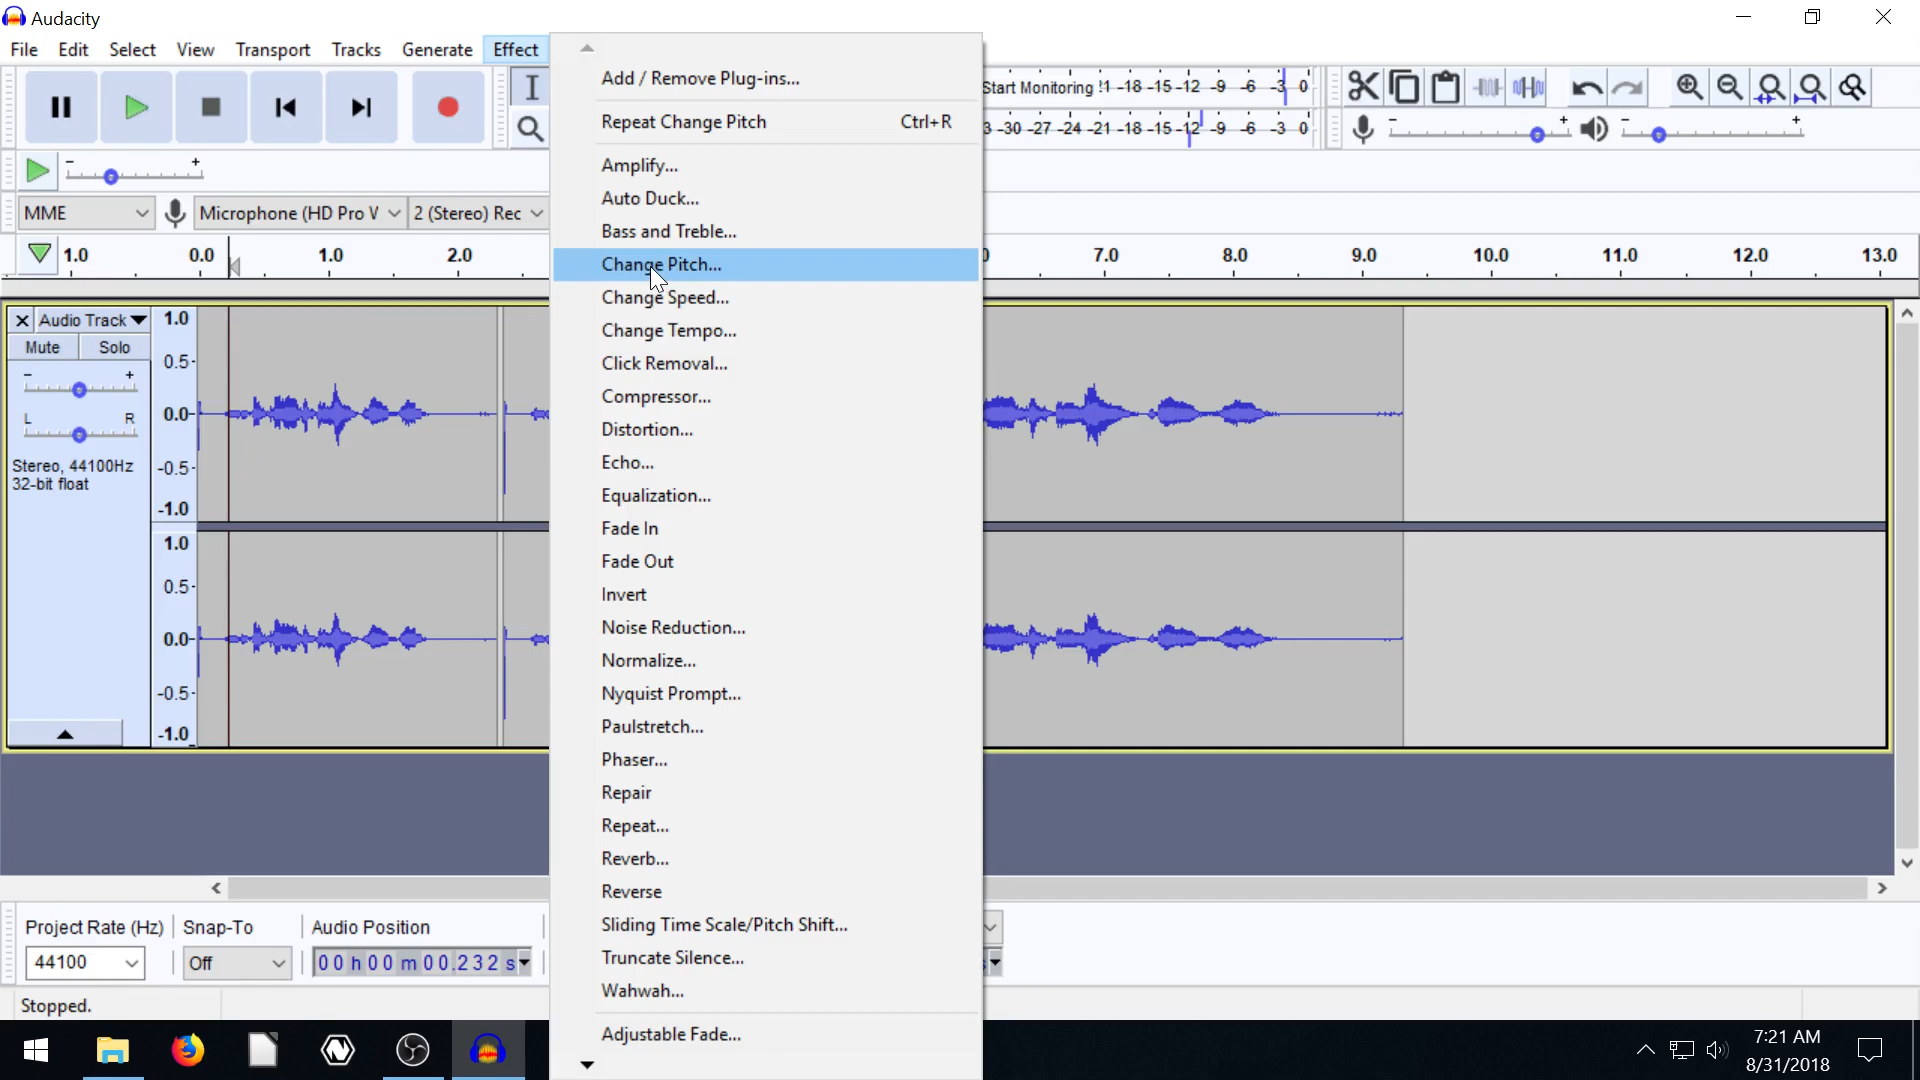 Audacity
File Edit Select View Transport Tracks Generate Effect
Add / Remove Plug-ins...
Repeat Change Pitch Ctrl+R
Amplify...
Auto Duck...
Bass and Treble...
Change Pitch...
Change Speed...
Change Tempo...
Click Removal...
Compressor...
Distortion...
Echo...
Equalization...
Fade In
Fade Out
Invert
Noise Reduction...
Normalize...
Nyquist Prompt...
Paulstretch...
Phaser...
Repair
Repeat...
Reverb...
Reverse
Sliding Time Scale/Pitch Shift...
Truncate Silence...
Wahwah...
Adjustable Fade...
Start Monitoring !1 -18 -15 -12 -9 -6 -3 0
3 -30 -27 -24 -21 -18 -15 -12 -9 -6 -3 0
- +
- +
- +
MME Microphone (HD Pro V 2 (Stereo) Rec
1.0 0.0 1.0 2.0 7.0 8.0 9.0 10.0 11.0 12.0 13.0
Audio Track
Mute Solo
- +
L R
Stereo, 44100Hz
32-bit float
1.0
0.5
0.0
-0.5
-1.0
1.0
0.5
0.0
-0.5
-1.0
Project Rate (Hz) Snap-To Audio Position
44100 Off 00 h 00 m 00.232 s
Stopped.
7:21 AM
8/31/2018